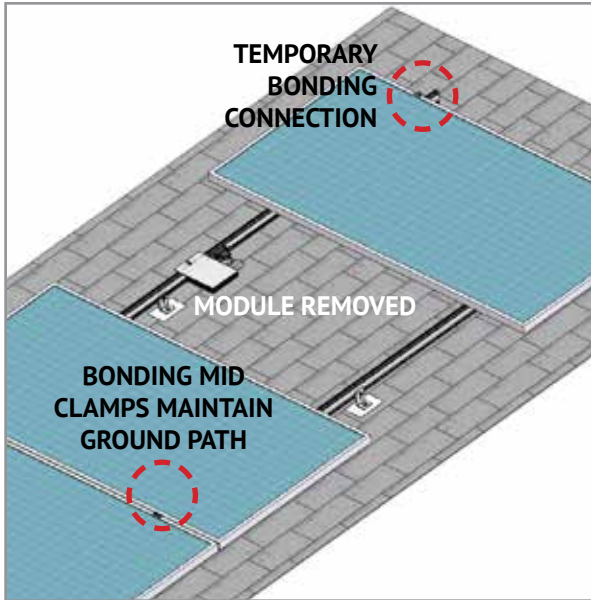 TEMPORARY
BONDING
CONNECTION
MODULE REMOVED
BONDING MID
CLAMPS MAINTAIN
GROUND PATH